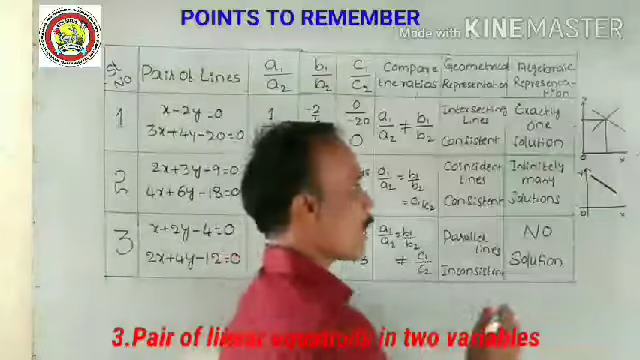 POINTS TO REMEMBER
Made with KINEMASTER
S. NO
Pair of Lines
a1/a2
b1/b2
c1/c2
Compare the ratios
Geometrical Representation
Algebraic Representation
1
x-2y=0
3x+4y-20=0
1
-2
0/-20
0
a1/a2 ≠ b1/b2
Intersecting Lines
Consistent
Exactly one
Solution
2
2x+3y-9=0
4x+6y-18=0
a1/a2 = b1/b2
= c1/c2
Coincident Lines
Consistent
Infinitely many
Solutions
3
x+2y-4=0
2x+4y-12=0
a1/a2 = b1/b2
≠ c1/c2
Parallel lines
No
Solution
3.Pair of linear equations in two variables